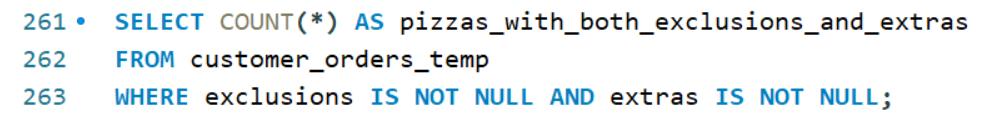 261 SELECT COUNT(*) AS pizzas_with_both_exclusions_and_extras
262 FROM customer_orders_temp
263 WHERE exclusions IS NOT NULL AND extras IS NOT NULL;